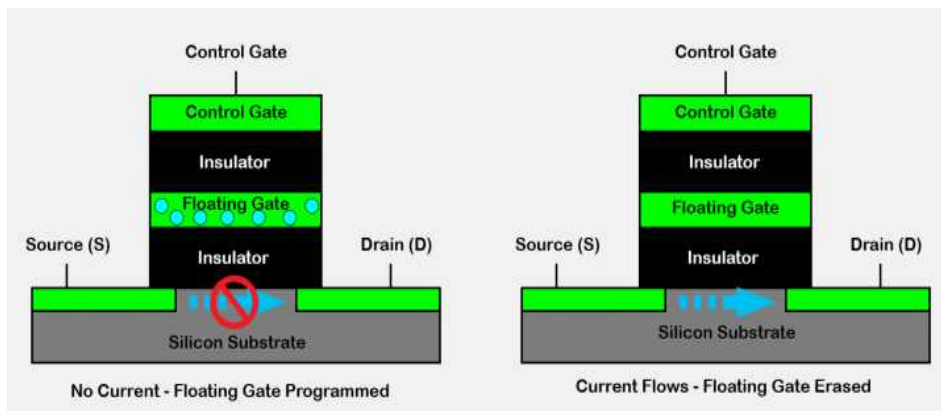 Control Gate
Control Gate
Insulator
Floating Gate
Source (S)
Drain (D)
Insulator
Silicon Substrate
No Current - Floating Gate Programmed
Control Gate
Control Gate
Insulator
Floating Gate
Source (S)
Drain (D)
Insulator
Silicon Substrate
Current Flows - Floating Gate Erased